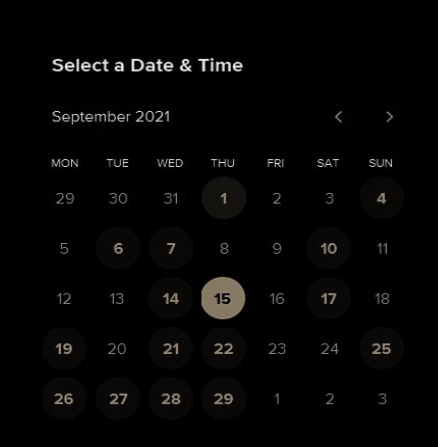 Select a Date & Time
September 2021
MON TUE WED THU FRI SAT SUN
29 30 31 1 2 3 4
5 6 7 8 9 10 11
12 13 14 15 16 17 18
19 20 21 22 23 24 25
26 27 28 29 1 2 3